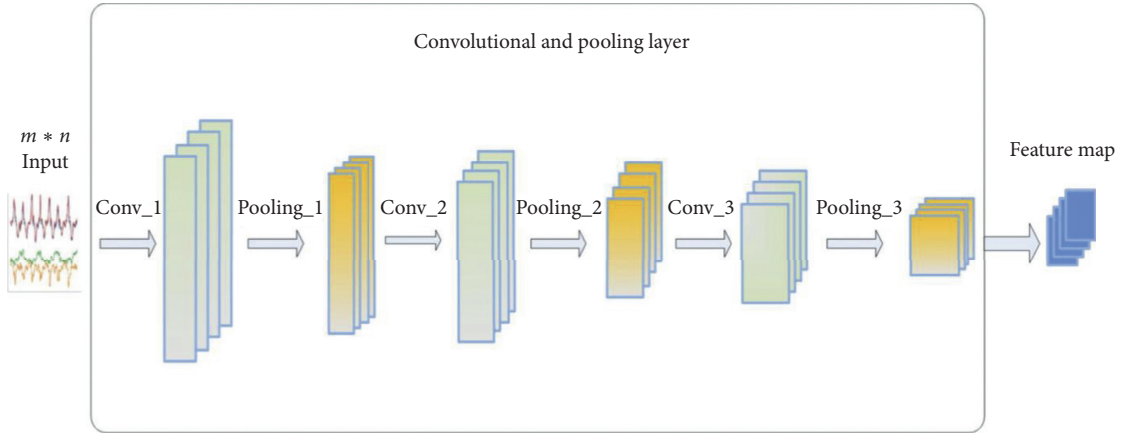 Convolutional and pooling layer
m * n
Input
Feature map
Conv_1
Pooling_1
Conv_2
Pooling_2
Conv_3
Pooling_3